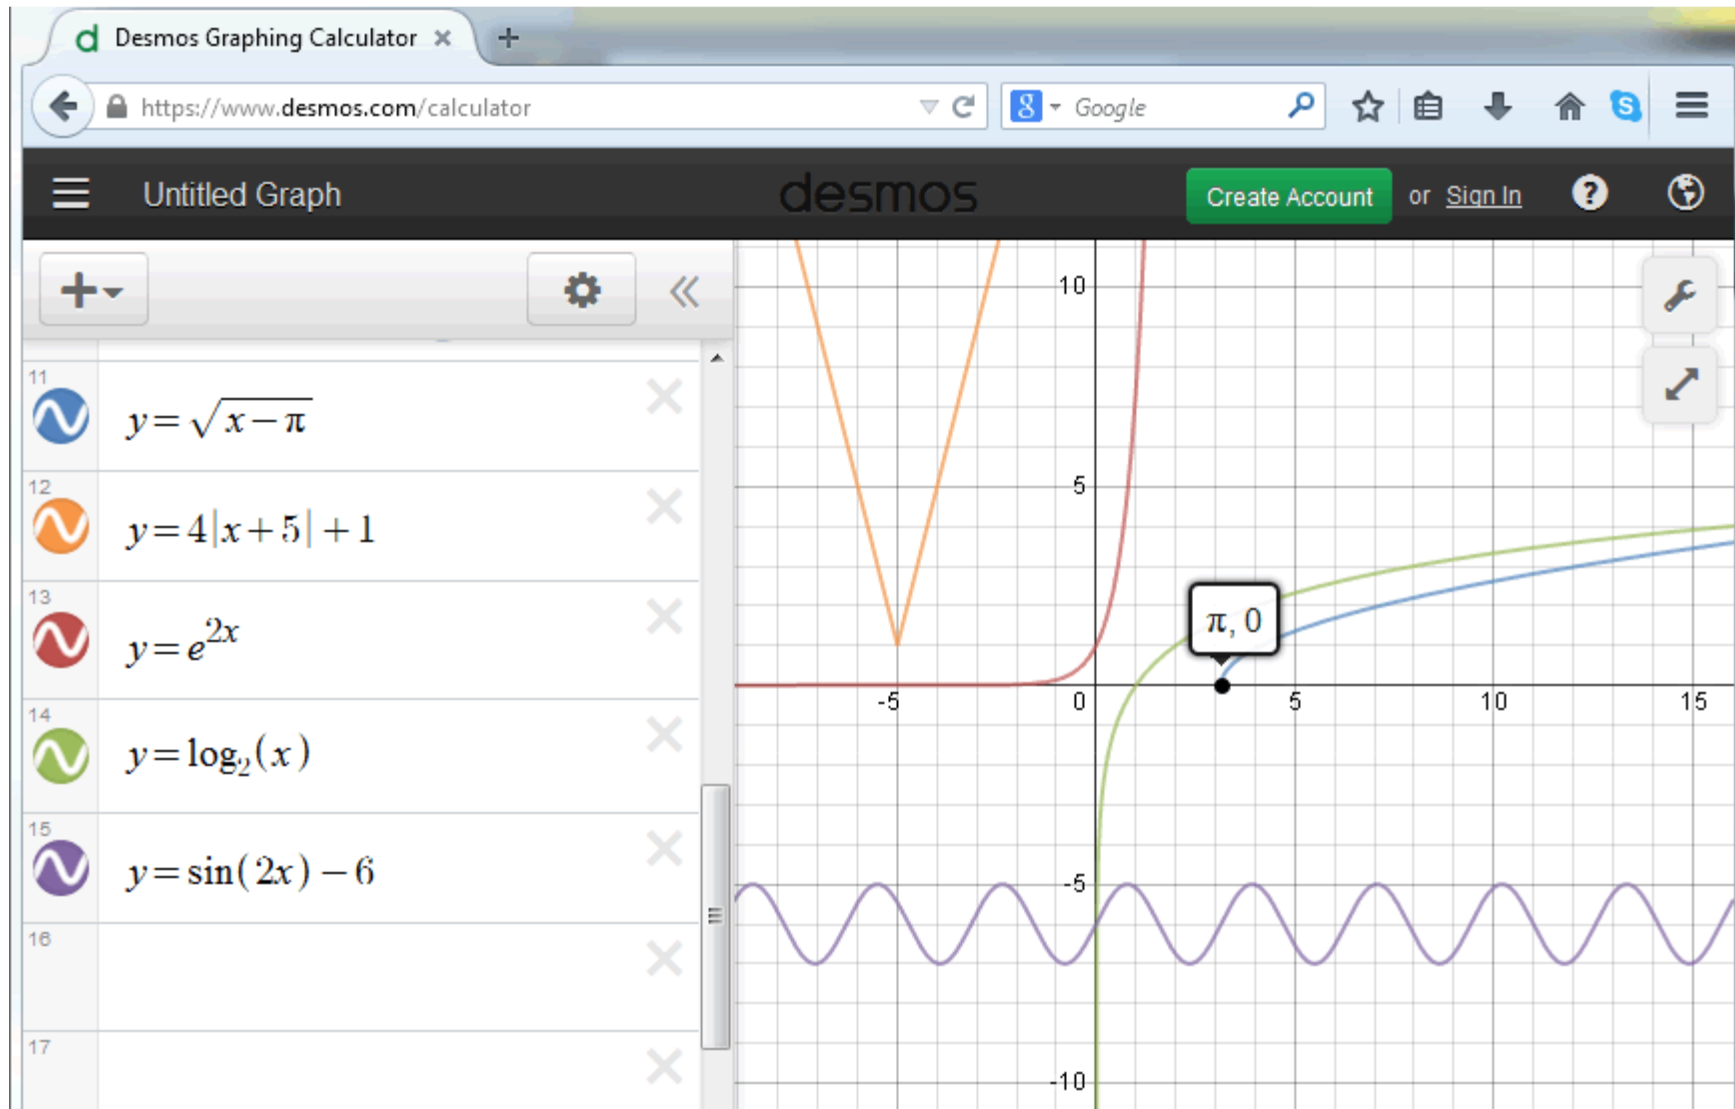 Desmos Graphing Calculator
https://www.desmos.com/calculator
8 Google
S
Untitled Graph
desmos
Create Account or Sign In ?
11
y=√x−π
12
y=4|x+5|+1
13
y=e^{2x}
14
y=log₂(x)
15
y=sin(2x)−6
16
17
10
5
π, 0
-5 0 5 10 15
-5
-10